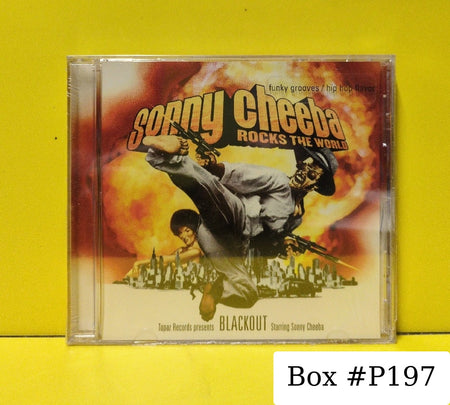 funky grooves / hip hop flavor
sonny cheeba
ROCKS THE WORLD
Topaz Records presents BLACKOUT Starring Sonny Cheeba
Box #P197